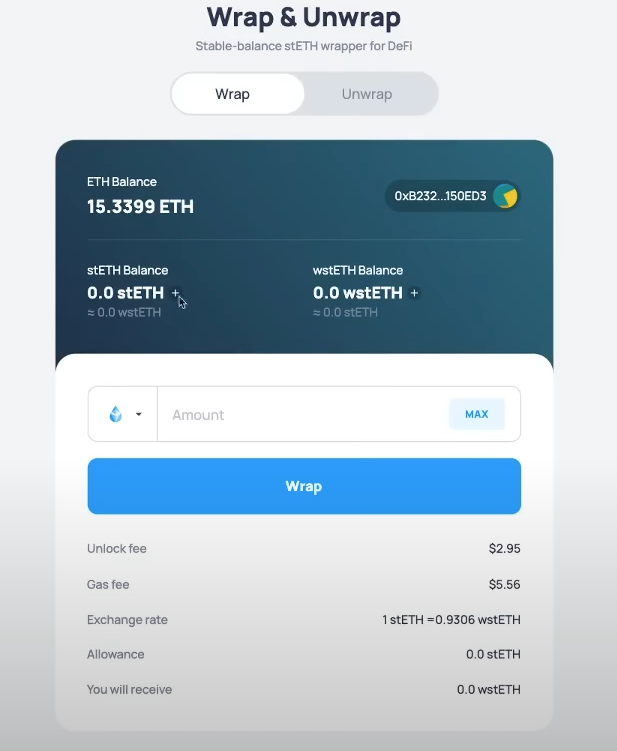 Wrap & Unwrap
Stable-balance stETH wrapper for DeFi
Wrap Unwrap
ETH Balance
15.3399 ETH
0xB232...150ED3
stETH Balance wstETH Balance
0.0 stETH + 0.0 wstETH +
≈ 0.0 wstETH ≈ 0.0 stETH
Amount MAX
Wrap
Unlock fee $2.95
Gas fee $5.56
Exchange rate 1 stETH =0.9306 wstETH
Allowance 0.0 stETH
You will receive 0.0 wstETH